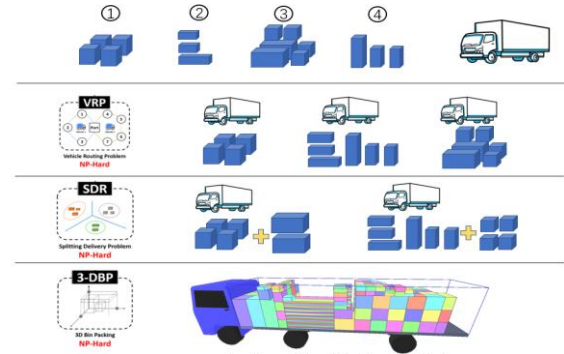 ① ② ③ ④
VRP
Vehicle Routing Problem
NP-Hard
SDR
Splitting Delivery Problem
NP-Hard
3-DBP
3D Bin Packing
NP-Hard